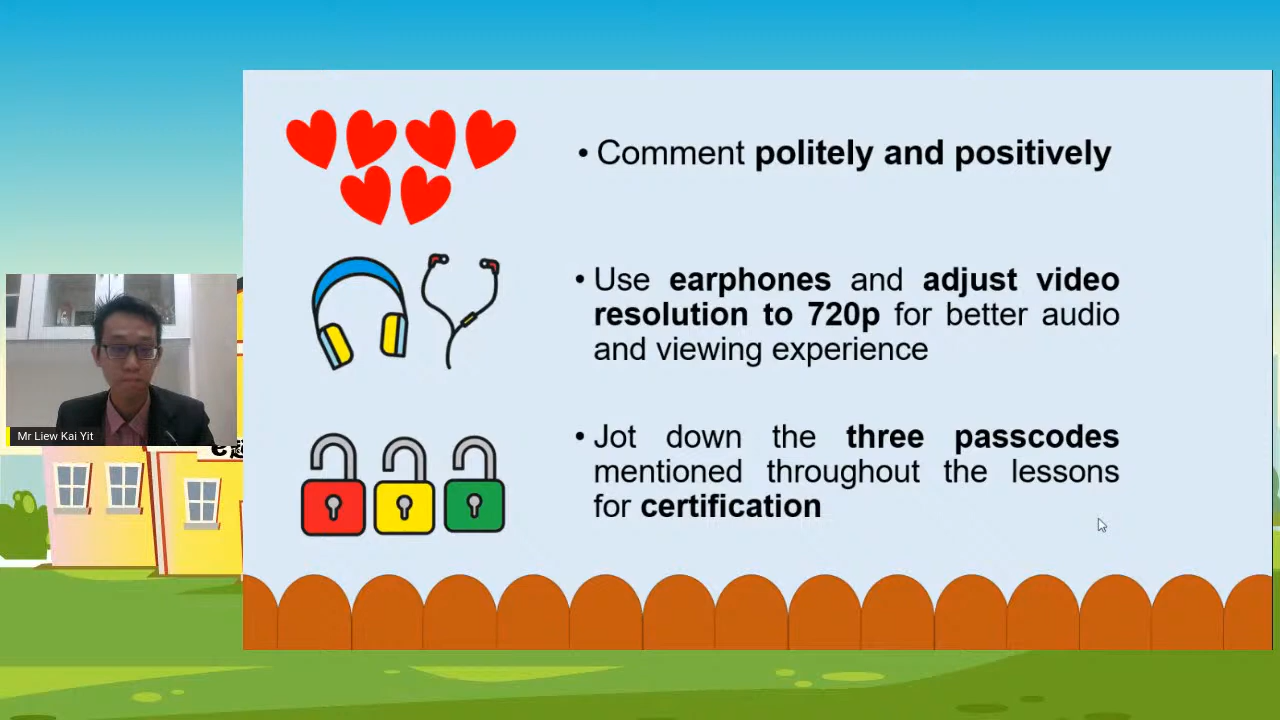 • Comment politely and positively
• Use earphones and adjust video
resolution to 720p for better audio
and viewing experience
Mr Liew Kai Yit
• Jot down the three passcodes
mentioned throughout the lessons
for certification